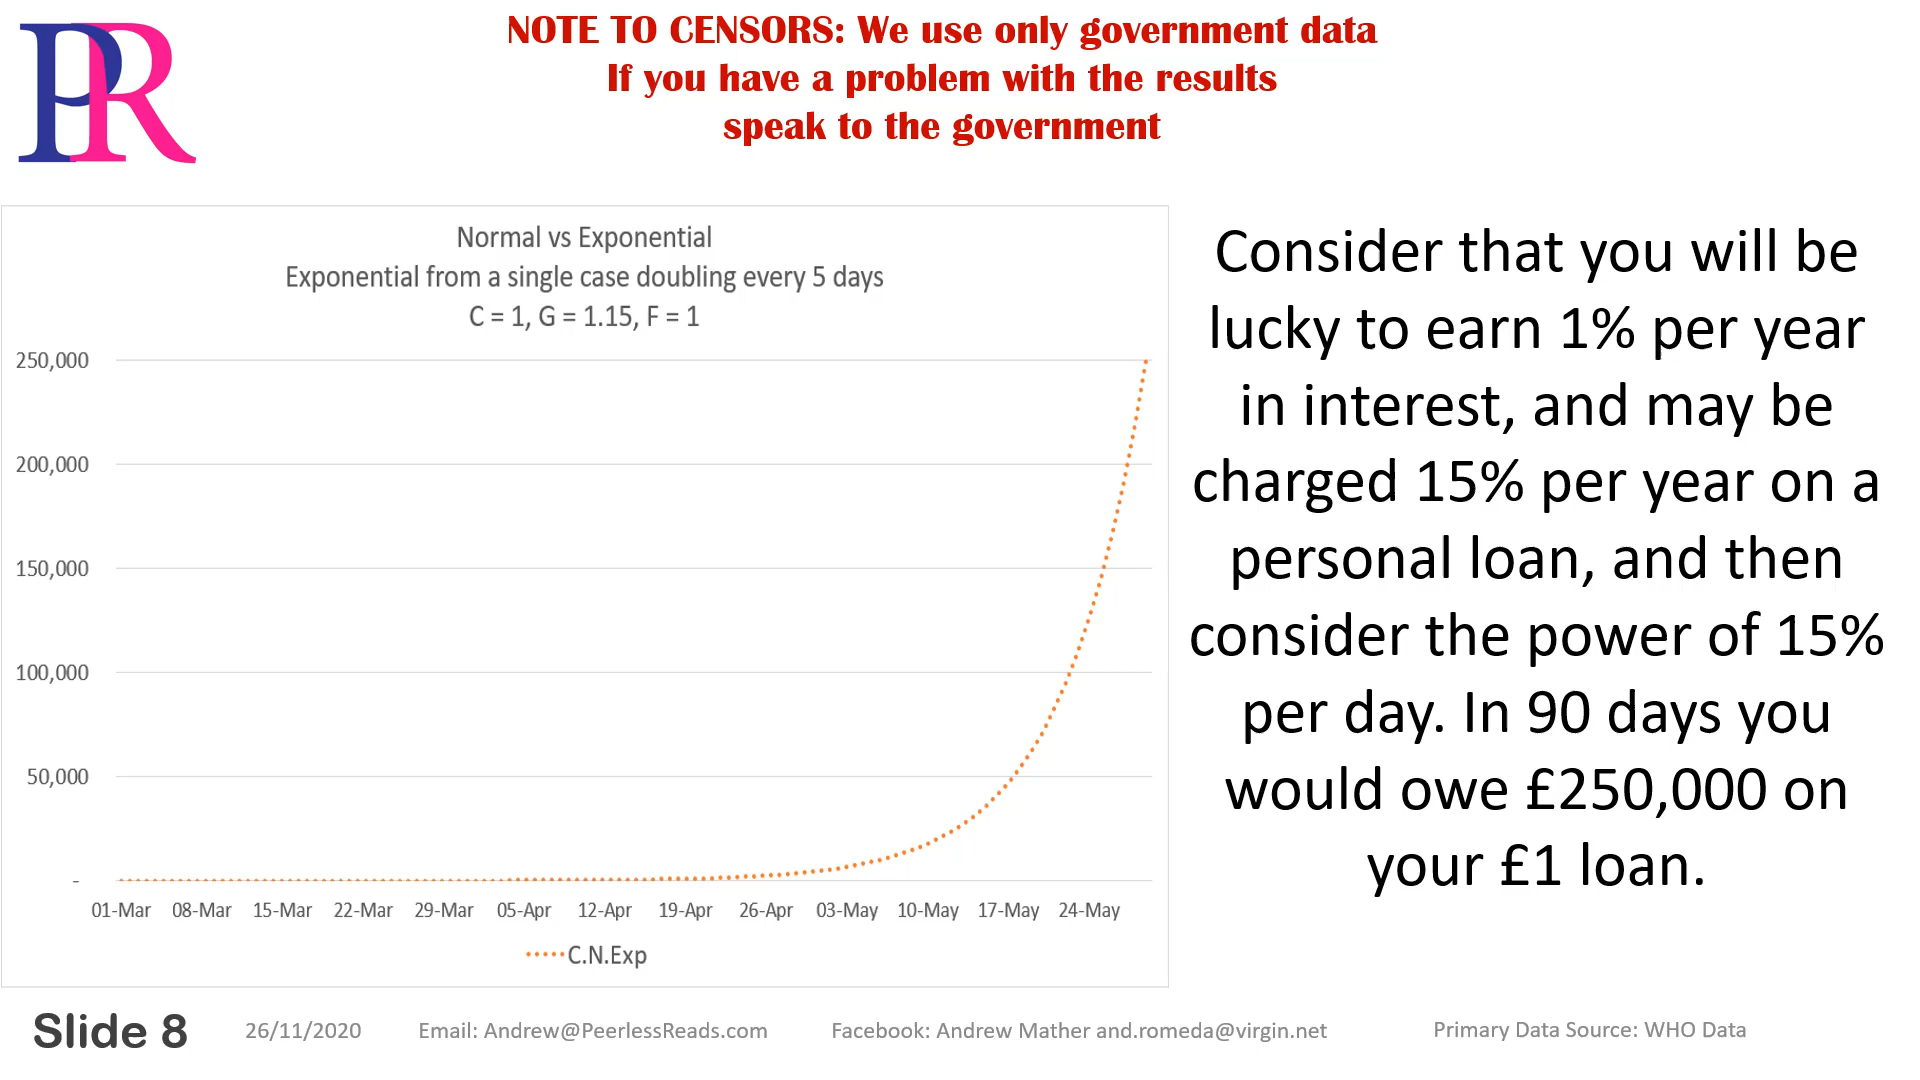 PR
NOTE TO CENSORS: We use only government data
If you have a problem with the results
speak to the government
Normal vs Exponential
Exponential from a single case doubling every 5 days
C = 1, G = 1.15, F = 1
250,000
200,000
150,000
100,000
50,000
-
01-Mar 08-Mar 15-Mar 22-Mar 29-Mar 05-Apr 12-Apr 19-Apr 26-Apr 03-May 10-May 17-May 24-May
C.N.Exp
Consider that you will be
lucky to earn 1% per year
in interest, and may be
charged 15% per year on a
personal loan, and then
consider the power of 15%
per day. In 90 days you
would owe £250,000 on
your £1 loan.
Slide 8 26/11/2020 Email: Andrew@PeerlessReads.com Facebook: Andrew Mather and.romeda@virgin.net Primary Data Source: WHO Data